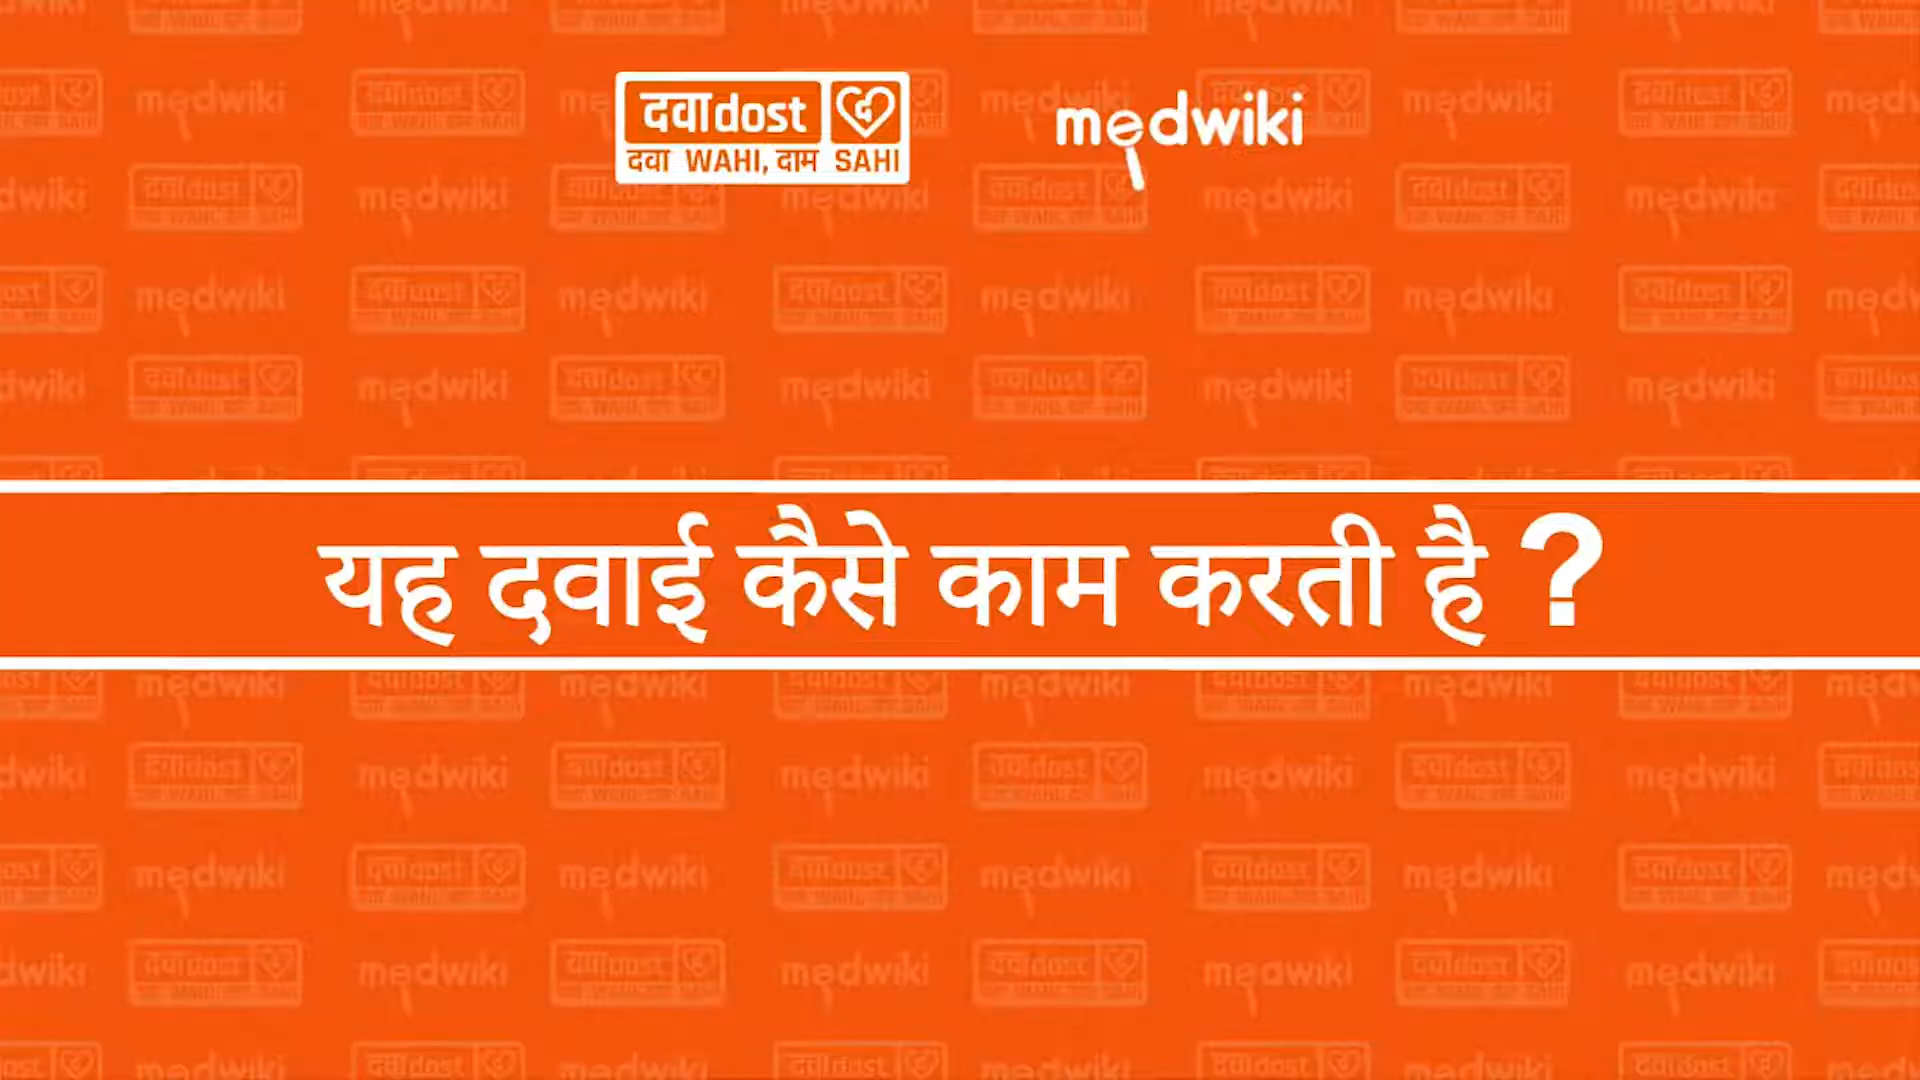 दवाdost
दवा WAHI, दाम SAHI
medwiki
यह दवाई कैसे काम करती है ?